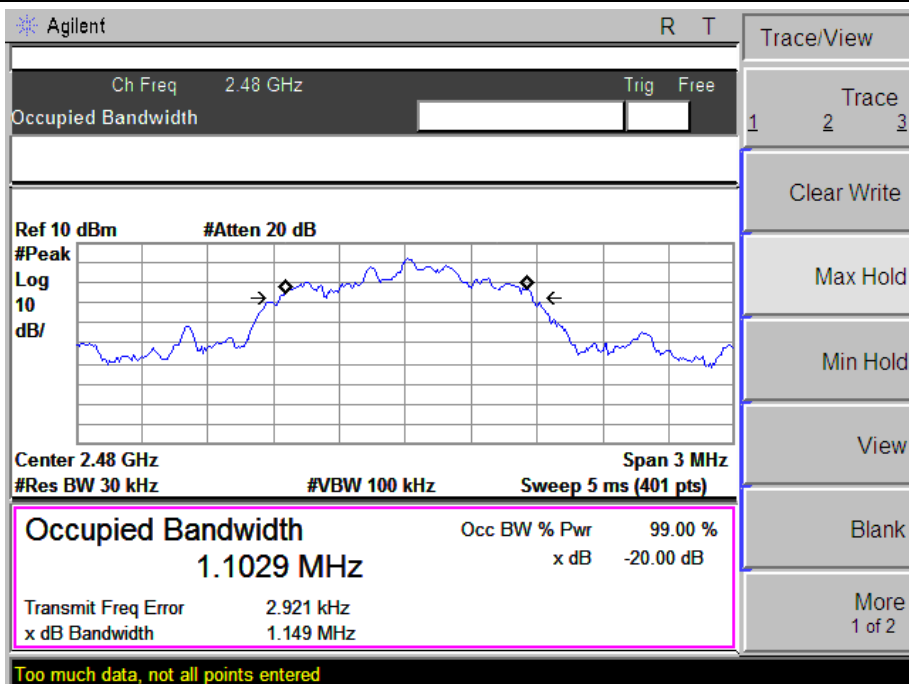 Agilent R T
Ch Freq 2.48 GHz Trig Free
Occupied Bandwidth
Ref 10 dBm #Atten 20 dB
#Peak
Log
10
dB/
Center 2.48 GHz Span 3 MHz
#Res BW 30 kHz #VBW 100 kHz Sweep 5 ms (401 pts)
Occupied Bandwidth Occ BW % Pwr 99.00 %
1.1029 MHz x dB -20.00 dB
Transmit Freq Error 2.921 kHz
x dB Bandwidth 1.149 MHz
Too much data, not all points entered
Trace/View
Trace
1 2 3
Clear Write
Max Hold
Min Hold
View
Blank
More
1 of 2